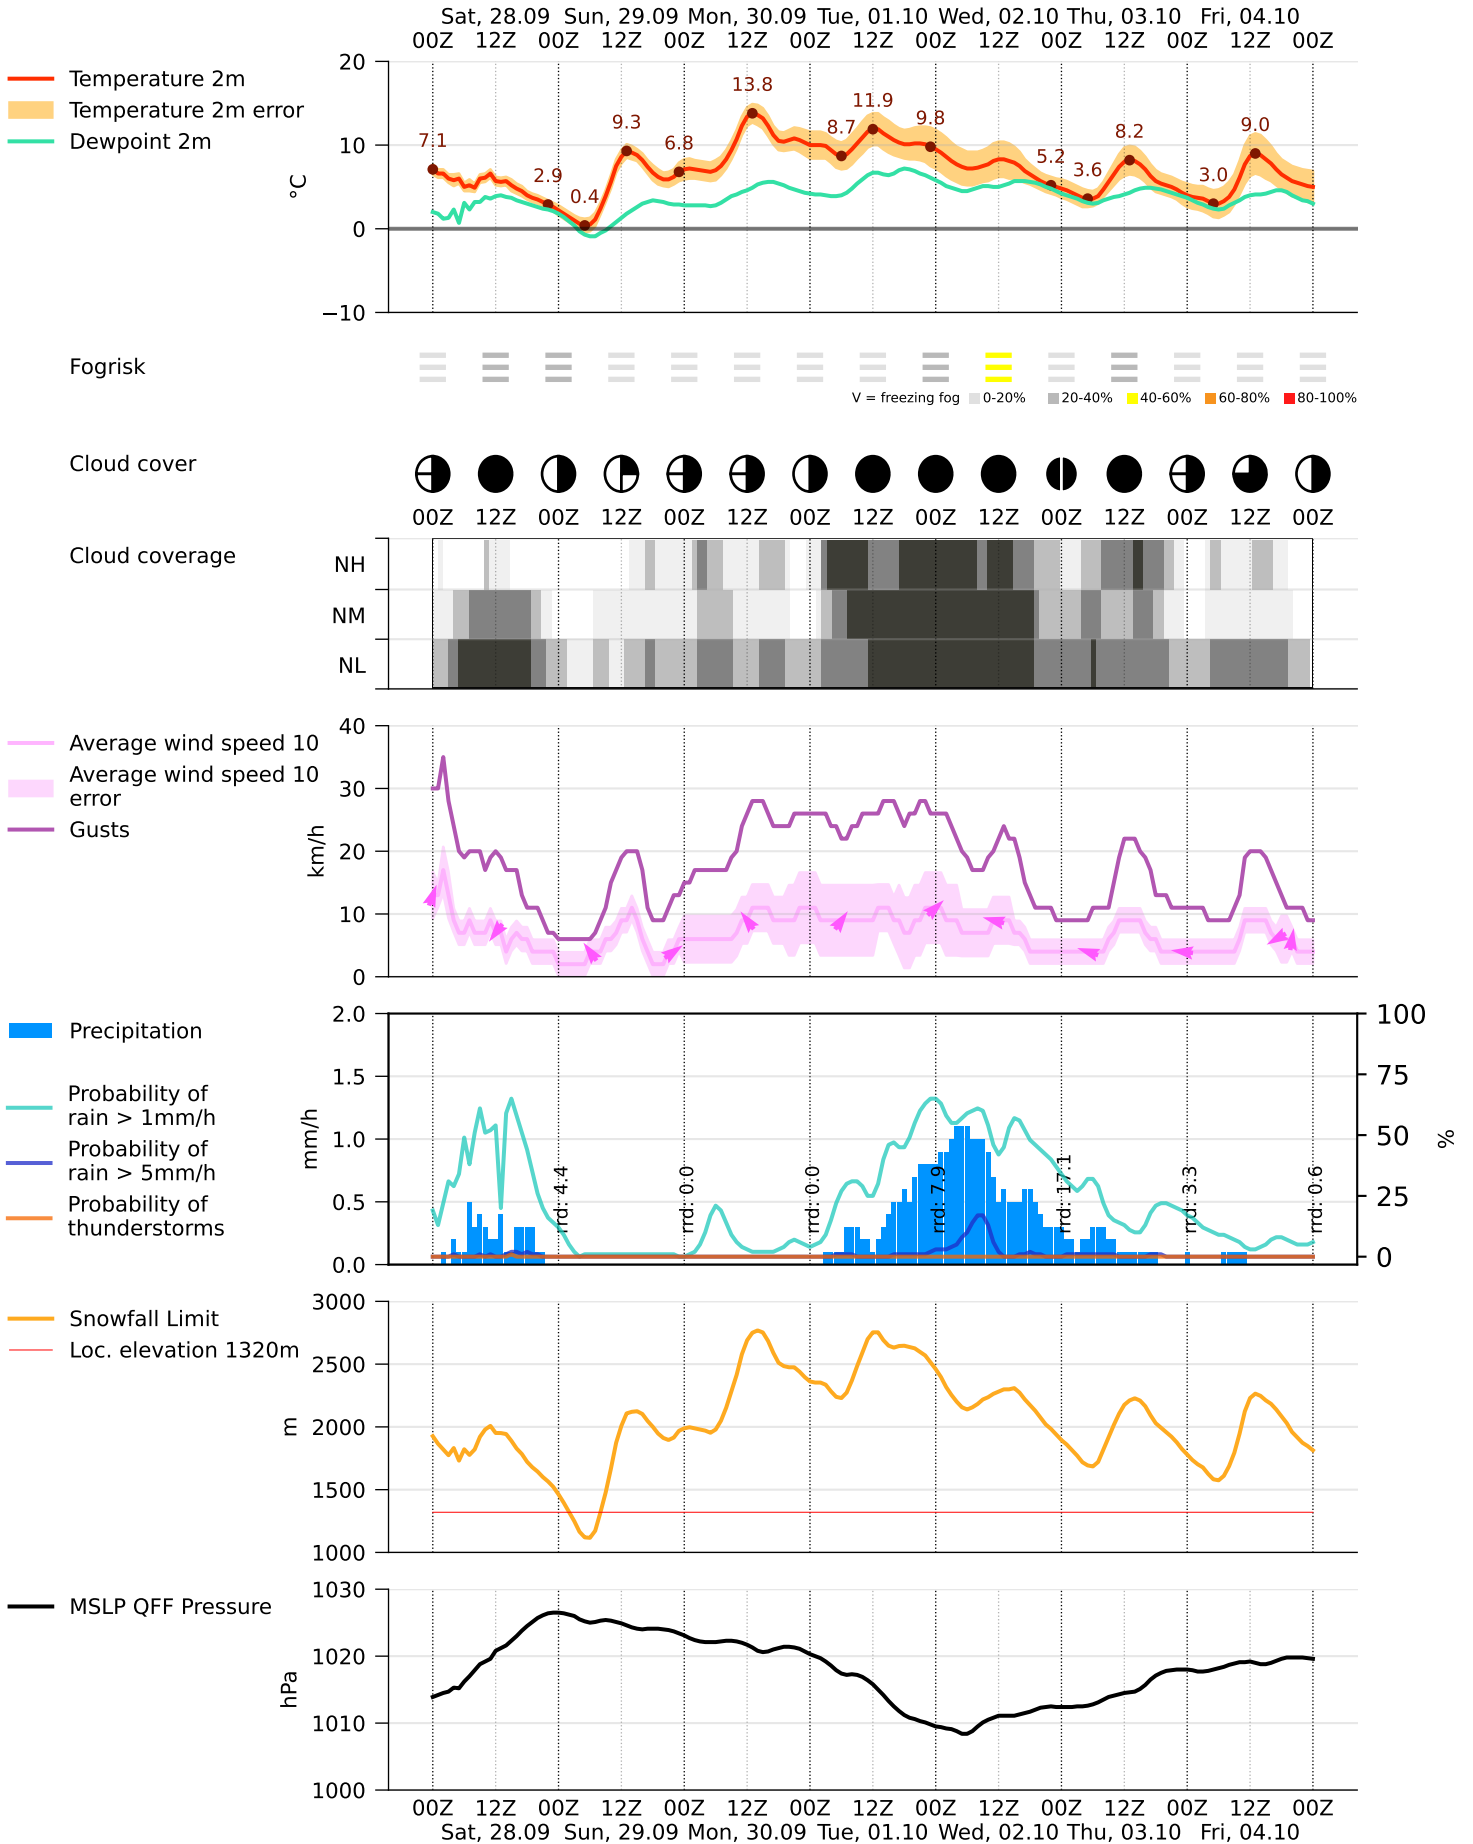 Sat, 28.09 Sun, 29.09 Mon, 30.09 Tue, 01.10 Wed, 02.10 Thu, 03.10 Fri, 04.10
00Z 12Z 00Z 12Z 00Z 12Z 00Z 12Z 00Z 12Z 00Z 12Z 00Z 12Z 00Z
Temperature 2m
Temperature 2m error
Dewpoint 2m
°C
20
10
0
−10
7.1
2.9
0.4
9.3
6.8
13.8
8.7
11.9
9.8
5.2
3.6
8.2
3.0
9.0
Fogrisk
V = freezing fog 0-20% 20-40% 40-60% 60-80% 80-100%
Cloud cover
00Z 12Z 00Z 12Z 00Z 12Z 00Z 12Z 00Z 12Z 00Z 12Z 00Z 12Z 00Z
Cloud coverage
NH
NM
NL
Average wind speed 10
Average wind speed 10
error
Gusts
km/h
40
30
20
10
0
Precipitation
Probability of
rain > 1mm/h
Probability of
rain > 5mm/h
Probability of
thunderstorms
mm/h
2.0
1.5
1.0
0.5
0.0
rrd: 4.4
rrd: 0.0
rrd: 0.0
rrd: 7.9
rrd: 17.1
rrd: 3.3
rrd: 0.6
100
75
50
25
0
%
Snowfall Limit
Loc. elevation 1320m
m
3000
2500
2000
1500
1000
MSLP QFF Pressure
hPa
1030
1020
1010
1000
00Z 12Z 00Z 12Z 00Z 12Z 00Z 12Z 00Z 12Z 00Z 12Z 00Z 12Z 00Z
Sat, 28.09 Sun, 29.09 Mon, 30.09 Tue, 01.10 Wed, 02.10 Thu, 03.10 Fri, 04.10